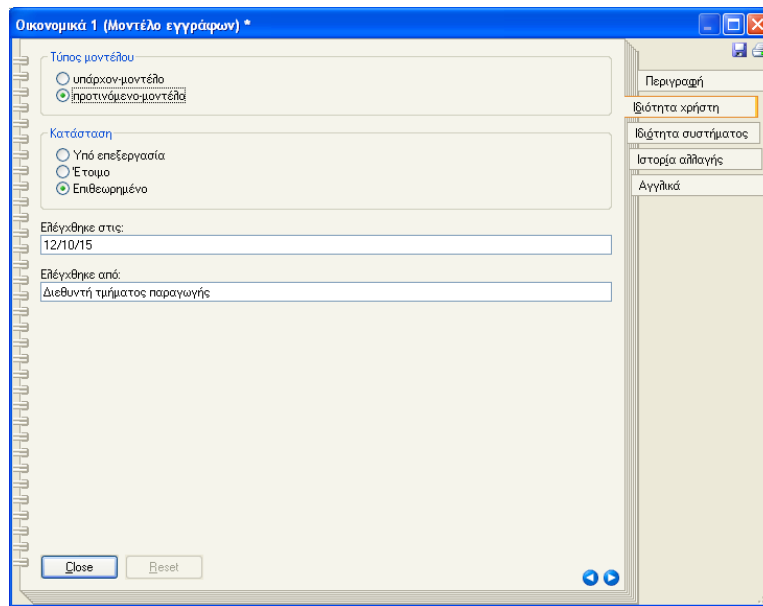 Οικονομικά 1 (Μοντέλο εγγράφων) *
Τύπος μοντέλου
υπάρχον-μοντέλο
προτινόμενο-μοντέλο
Κατάσταση
Υπό επεξεργασία
Έτοιμο
Επιθεωρημένο
Ελέγχθηκε στις:
12/10/15
Ελέγχθηκε από:
Διεθυντή τμήματος παραγωγής
Περιγραφή
Ιδιότητα χρήστη
Ιδιότητα συστήματος
Ιστορία αλλαγής
Αγγλικά
Close
Reset